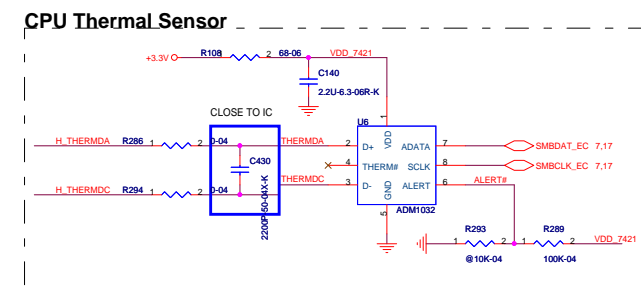 CPU Thermal Sensor
+3.3V R108 2 68-06 VDD_7421
C140
2.2U-6.3-06R-K
CLOSE TO IC
U6
1
H_THERMDA R286 1 2 0-04 THERMDA 2 D+ VDD ADATA 7 SMBDAT_EC 7,17
C430 4 THERM# SCLK 8 SMBCLK_EC 7,17
H_THERMDC R294 1 2 0-04 THERMDC 3 D- GND ALERT 6 ALERT#
2200P-50-04X-K
5
ADM1032
R293 R289
1 2 1 2 VDD_7421
@10K-04 100K-04